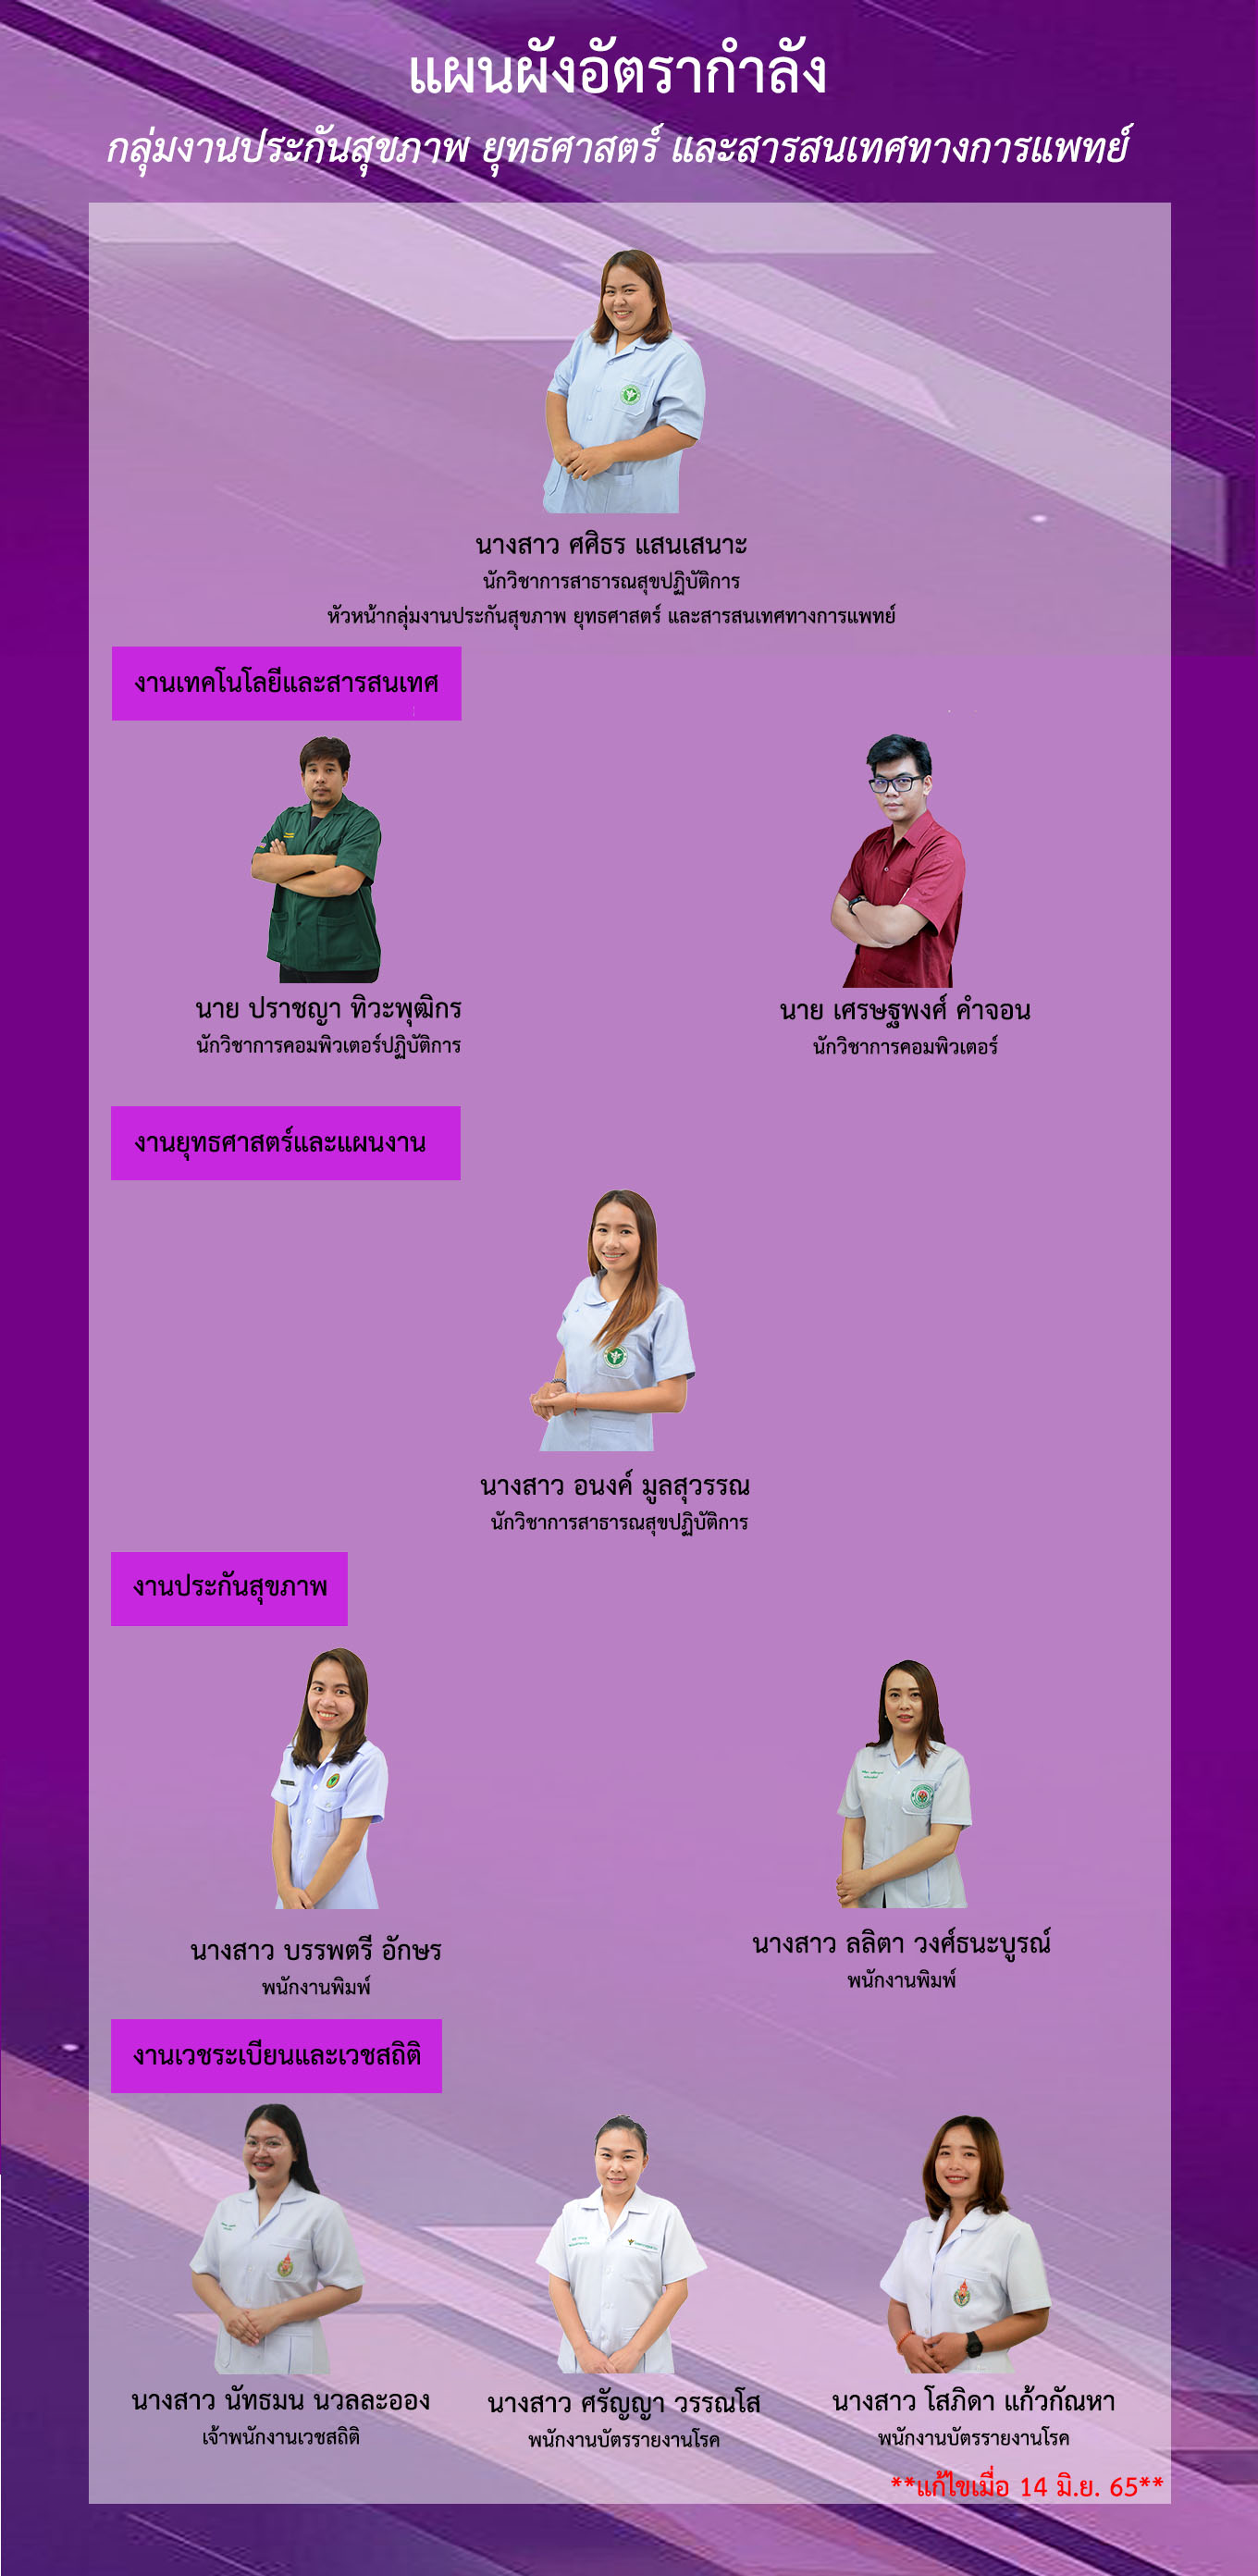 แผนผังอัตรากำลัง
กลุ่มงานประกันสุขภาพ ยุทธศาสตร์ และสารสนเทศทางการแพทย์
นางสาว ศศิธร แสนเสนาะ
นักวิชาการสาธารณสุขปฏิบัติการ
หัวหน้ากลุ่มงานประกันสุขภาพ ยุทธศาสตร์ และสารสนเทศทางการแพทย์
งานเทคโนโลยีและสารสนเทศ
นาย ปราชญา ทิวะพุฒิกร
นักวิชาการคอมพิวเตอร์ปฏิบัติการ
นาย เศรษฐพงศ์ คำจอน
นักวิชาการคอมพิวเตอร์
งานยุทธศาสตร์และแผนงาน
นางสาว อนงค์ มูลสุวรรณ
นักวิชาการสาธารณสุขปฏิบัติการ
งานประกันสุขภาพ
นางสาว บรรพตรี อักษร
พนักงานพิมพ์
นางสาว ลลิตา วงศ์ธนะบูรณ์
พนักงานพิมพ์
งานเวชระเบียนและเวชสถิติ
นางสาว นัทธมน นวลละออง
เจ้าพนักงานเวชสถิติ
นางสาว ศรัญญา วรรณโส
พนักงานบัตรรายงานโรค
นางสาว โสภิดา แก้วกัณหา
พนักงานบัตรรายงานโรค
**แก้ไขเมื่อ 14 มิ.ย. 65**